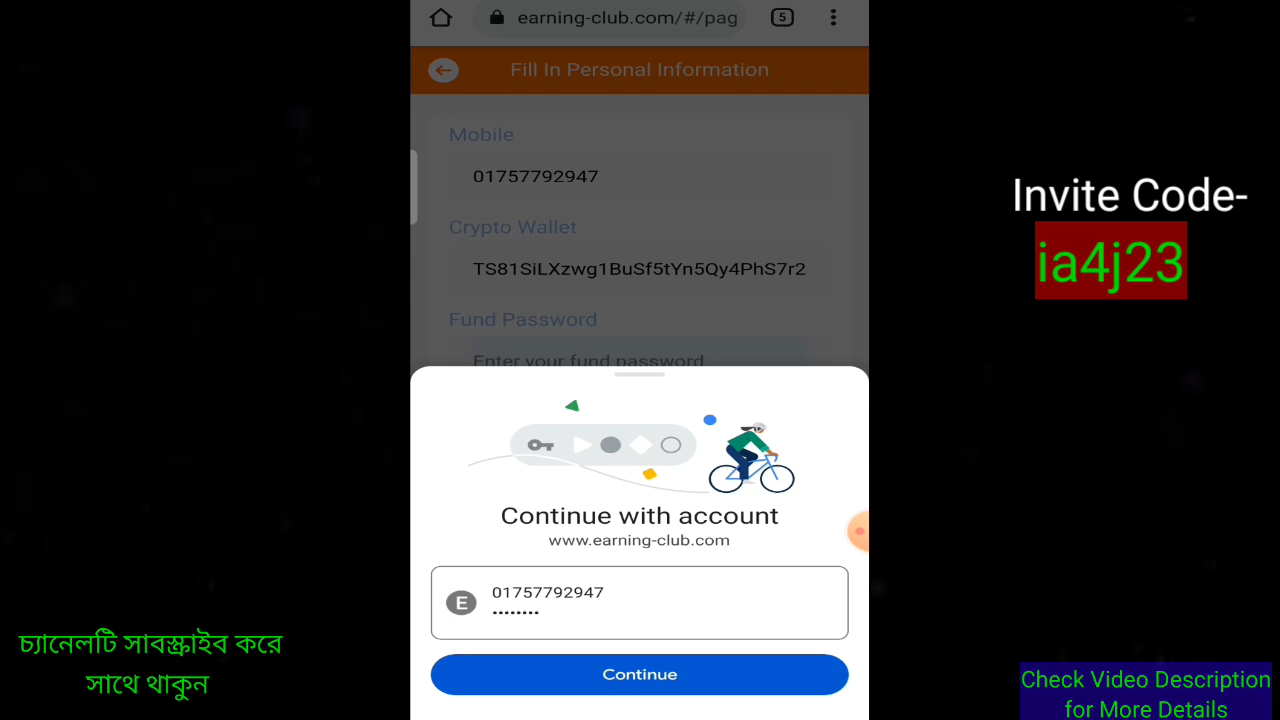 earning-club.com/#/pag
5
Fill In Personal Information
Mobile
01757792947
Crypto Wallet
TS81SiLXzwg1BuSf5tYn5Qy4PhS7r2
Fund Password
Enter your fund password
Continue with account
www.earning-club.com
E
01757792947
••••••••
Continue
Invite Code-
ia4j23
চ্যানেলটি সাবস্ক্রাইব করে
সাথে থাকুন
Check Video Description
for More Details